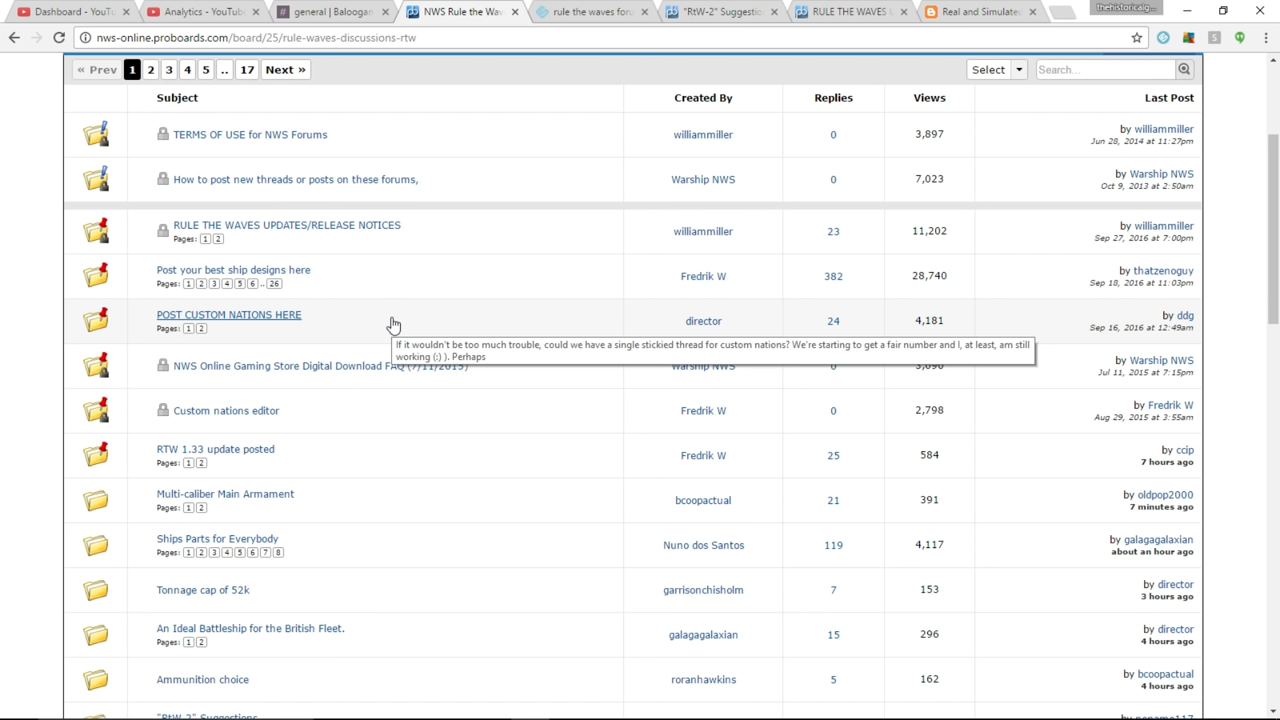 Dashboard - YouTu
Analytics - YouTube
general | Baloogan
NWS Rule the Wav
rule the waves foru
"RtW-2" Suggestio
RULE THE WAVES U
Real and Simulated
thehistoricalg...
nws-online.proboards.com/board/25/rule-waves-discussions-rtw
« Prev 1 2 3 4 5 .. 17 Next »
Select
Search...
Subject Created By Replies Views Last Post
TERMS OF USE for NWS Forums williammiller 0 3,897 by williammiller
Jun 28, 2014 at 11:27pm
How to post new threads or posts on these forums, Warship NWS 0 7,023 by Warship NWS
Oct 9, 2013 at 2:50am
RULE THE WAVES UPDATES/RELEASE NOTICES williammiller 23 11,202 by williammiller
Pages: 1 2 Sep 27, 2016 at 7:00pm
Post your best ship designs here Fredrik W 382 28,740 by thatzenoguy
Pages: 1 2 3 4 5 6 .. 26 Sep 18, 2016 at 11:03pm
POST CUSTOM NATIONS HERE director 24 4,181 by ddg
Pages: 1 2 Sep 16, 2016 at 12:49am
If it wouldn't be too much trouble, could we have a single stickied thread for custom nations? We're starting to get a fair number and I, at least, am still
working (:) ). Perhaps
NWS Online Gaming Store Digital Download FAQ (7/11/2015) Warship NWS 0 by Warship NWS
Jul 11, 2015 at 7:15pm
Custom nations editor Fredrik W 0 2,798 by Fredrik W
Aug 29, 2015 at 3:55am
RTW 1.33 update posted Fredrik W 25 584 by ccip
Pages: 1 2 7 hours ago
Multi-caliber Main Armament bcoopactual 21 391 by oldpop2000
Pages: 1 2 7 minutes ago
Ships Parts for Everybody Nuno dos Santos 119 4,117 by galagagalaxian
Pages: 1 2 3 4 5 6 7 8 about an hour ago
Tonnage cap of 52k garrisonchisholm 7 153 by director
3 hours ago
An Ideal Battleship for the British Fleet. galagagalaxian 15 296 by director
Pages: 1 2 4 hours ago
Ammunition choice roranhawkins 5 162 by bcoopactual
4 hours ago
"RtW-2" Suggestions